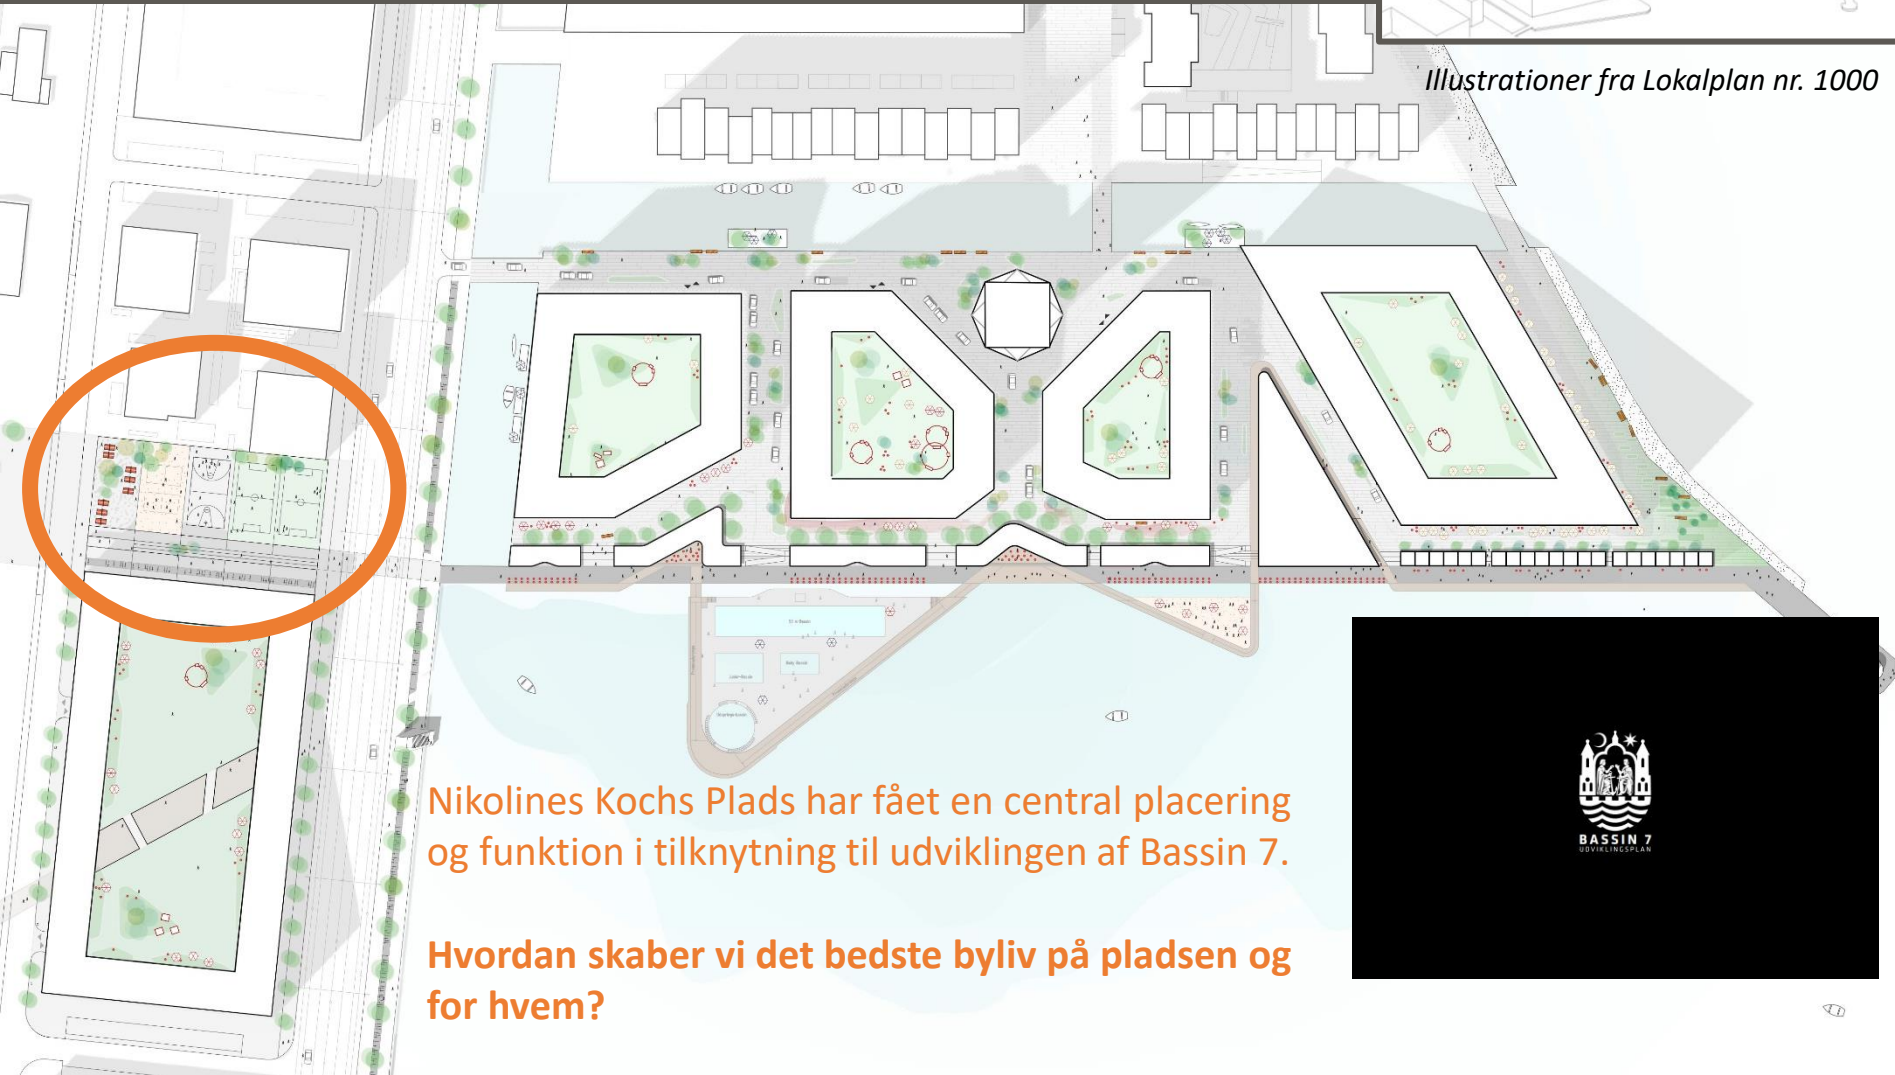 Illustrationer fra Lokalplan nr. 1000
Nikolines Kochs Plads har fået en central placering
og funktion i tilknytning til udviklingen af Bassin 7.
Hvordan skaber vi det bedste byliv på pladsen og
for hvem?
BASSIN 7
UDVIKLINGSPLAN